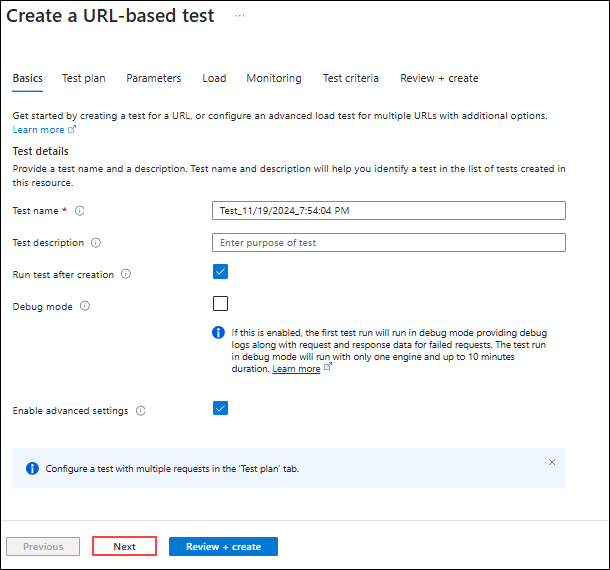 Create a URL-based test ...
Basics Test plan Parameters Load Monitoring Test criteria Review + create
Get started by creating a test for a URL, or configure an advanced load test for multiple URLs with additional options.
Learn more
Test details
Provide a test name and a description. Test name and description will help you identify a test in the list of tests created in
this resource.
Test name * Test_11/19/2024_7:54:04 PM
Test description Enter purpose of test
Run test after creation
Debug mode
If this is enabled, the first test run will run in debug mode providing debug
logs along with request and response data for failed requests. The test run
in debug mode will run with only one engine and up to 10 minutes
duration. Learn more
Enable advanced settings
Configure a test with multiple requests in the 'Test plan' tab.
Previous Next Review + create